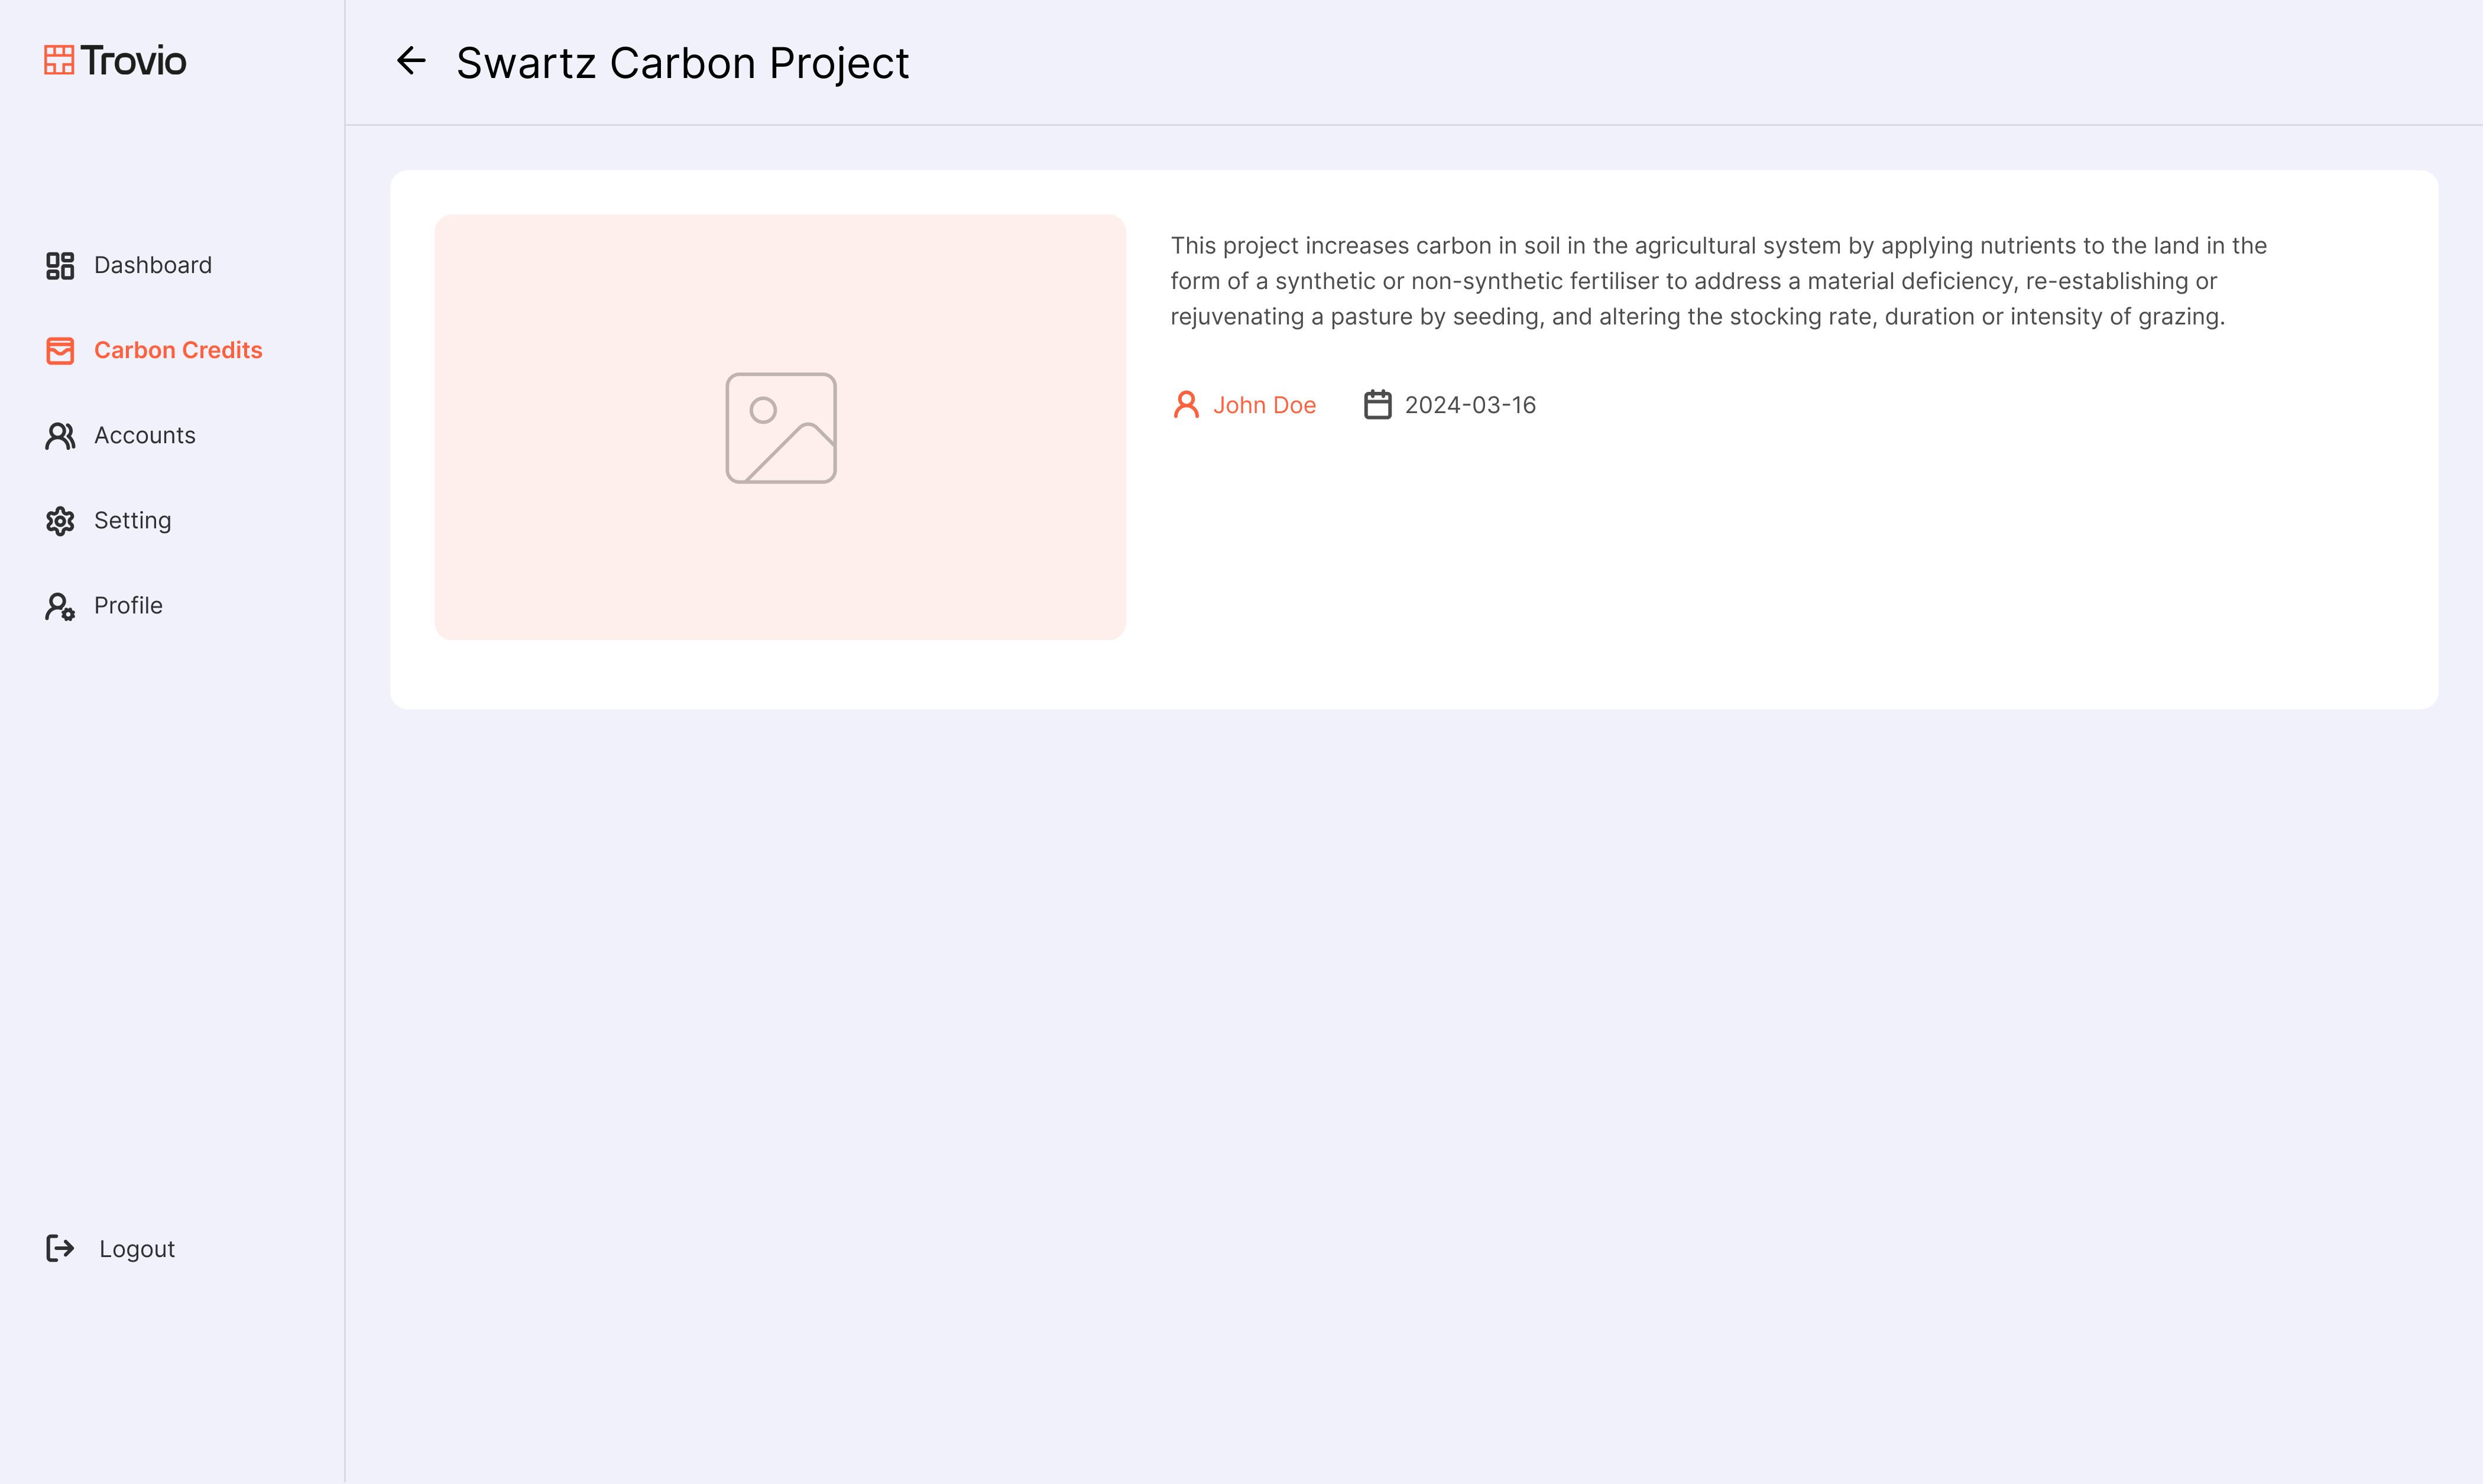 Trovio
Swartz Carbon Project
Dashboard
Carbon Credits
Accounts
Setting
Profile
Logout
This project increases carbon in soil in the agricultural system by applying nutrients to the land in the
form of a synthetic or non-synthetic fertiliser to address a material deficiency, re-establishing or
rejuvenating a pasture by seeding, and altering the stocking rate, duration or intensity of grazing.
John Doe
2024-03-16